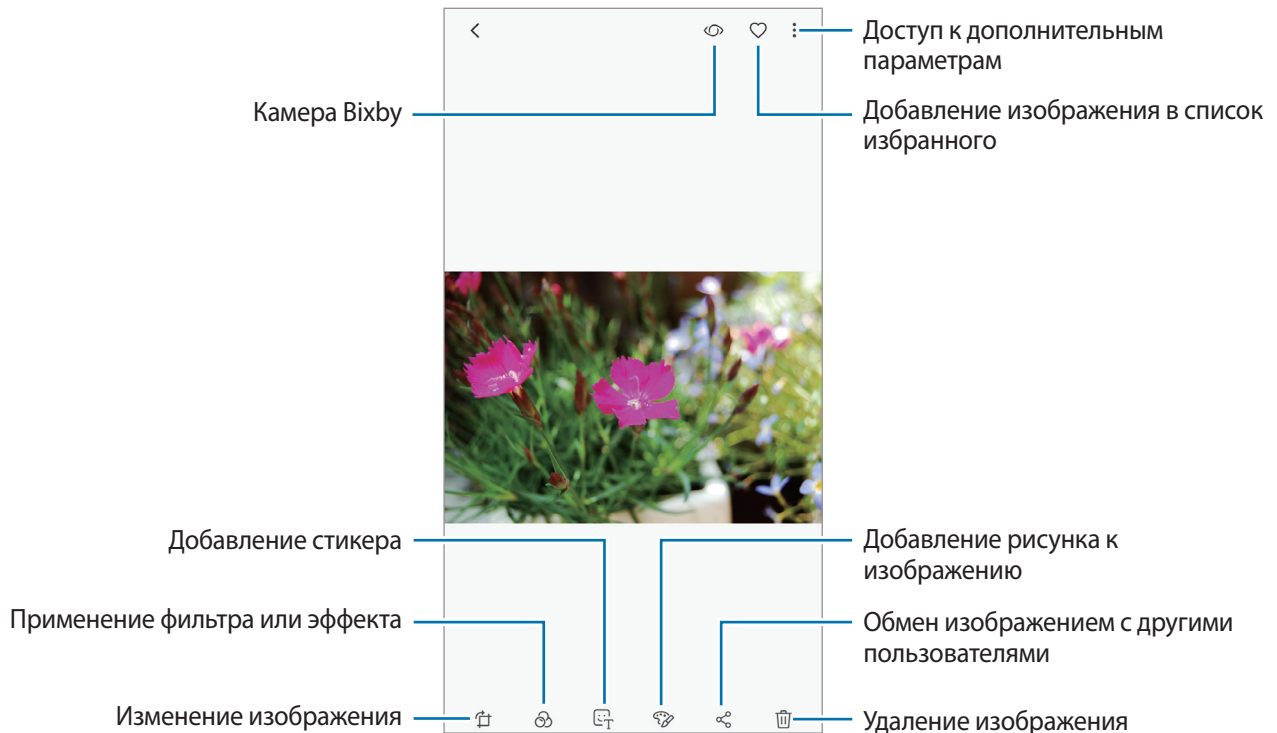 Доступ к дополнительным
параметрам
Камера Bixby
Добавление изображения в список
избранного
Добавление стикера
Добавление рисунка к
изображению
Применение фильтра или эффекта
Обмен изображением с другими
пользователями
Изменение изображения
Удаление изображения